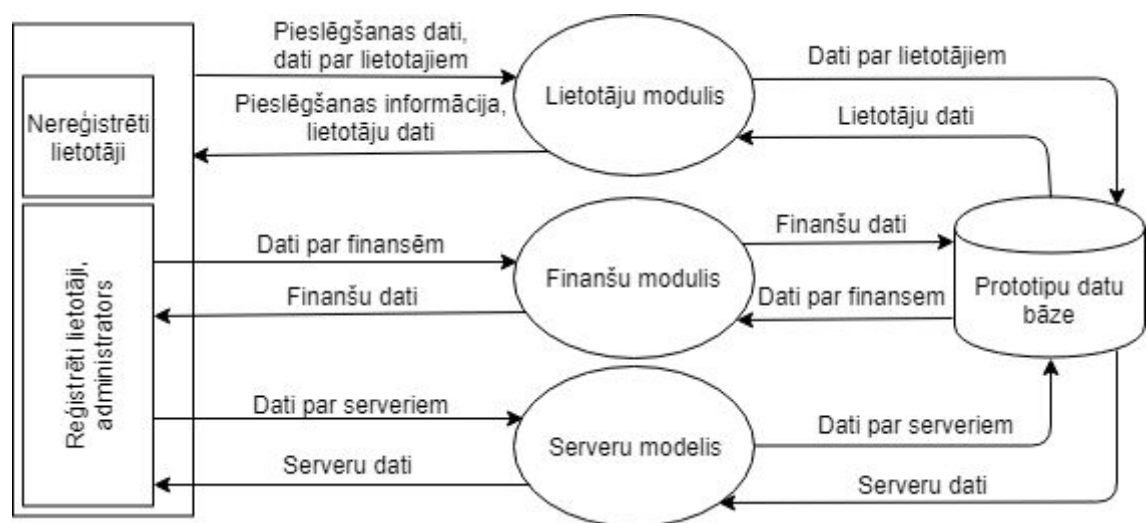 Pieslēgšanas dati,
dati par lietotajiem
Lietotāju modulis
Dati par lietotājiem
Pieslēgšanas informācija,
lietotāju dati
Lietotāju dati
Nereģistrēti
lietotāji
Reģistrēti lietotāji,
administrators
Dati par finansēm
Finanšu modulis
Finanšu dati
Finanšu dati
Dati par finansem
Prototipu datu
bāze
Dati par serveriem
Serveru modelis
Dati par serveriem
Serveru dati
Serveru dati